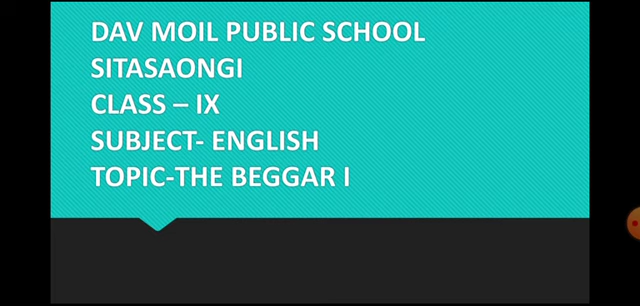 DAV MOIL PUBLIC SCHOOL
SITASAONGI
CLASS – IX
SUBJECT- ENGLISH
TOPIC-THE BEGGAR I